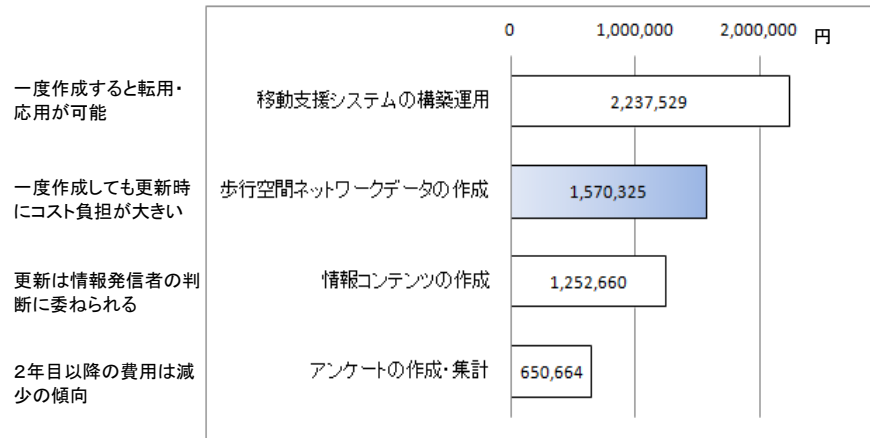 0 1,000,000 2,000,000 円
一度作成すると転用・
応用が可能
移動支援システムの構築運用 2,237,529
一度作成しても更新時
にコスト負担が大きい
歩行空間ネットワークデータの作成 1,570,325
更新は情報発信者の判
断に委ねられる
情報コンテンツの作成 1,252,660
2年目以降の費用は減
少の傾向
アンケートの作成・集計 650,664